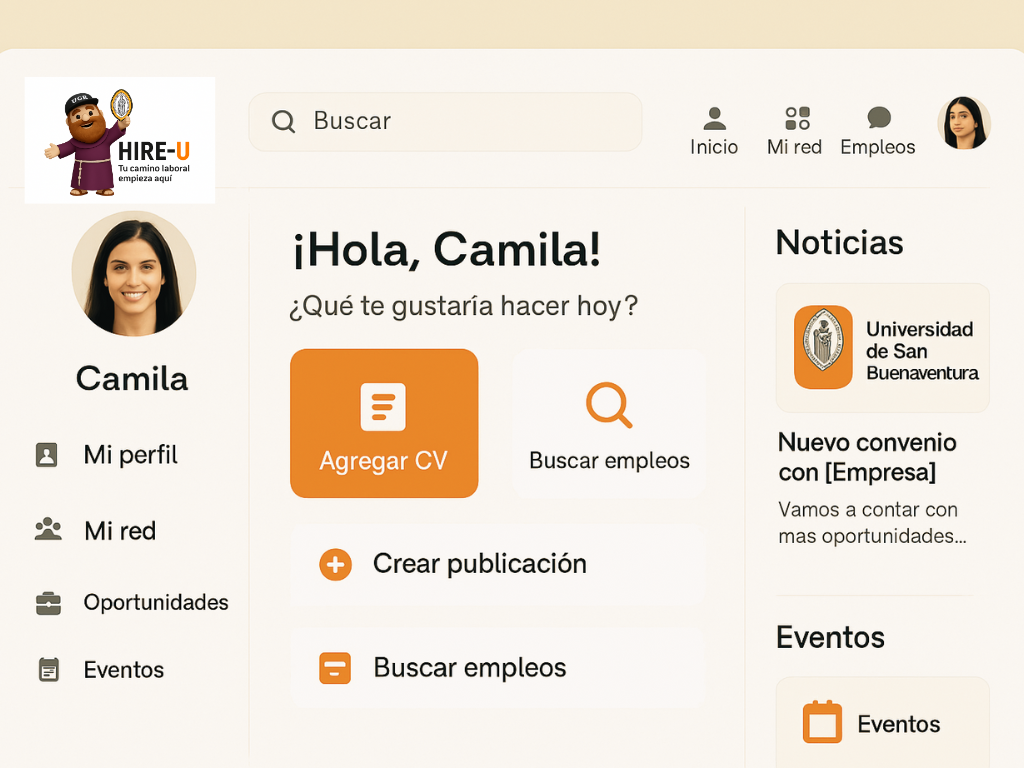 UGR
HIRE-U
Tu camino laboral
empieza aquí
Buscar
Inicio
Mi red
Empleos
Camila
Mi perfil
Mi red
Oportunidades
Eventos
¡Hola, Camila!
¿Qué te gustaría hacer hoy?
Agregar CV
Buscar empleos
Crear publicación
Buscar empleos
Noticias
Universidad
de San
Buenaventura
Nuevo convenio
con [Empresa]
Vamos a contar con
mas oportunidades...
Eventos
Eventos